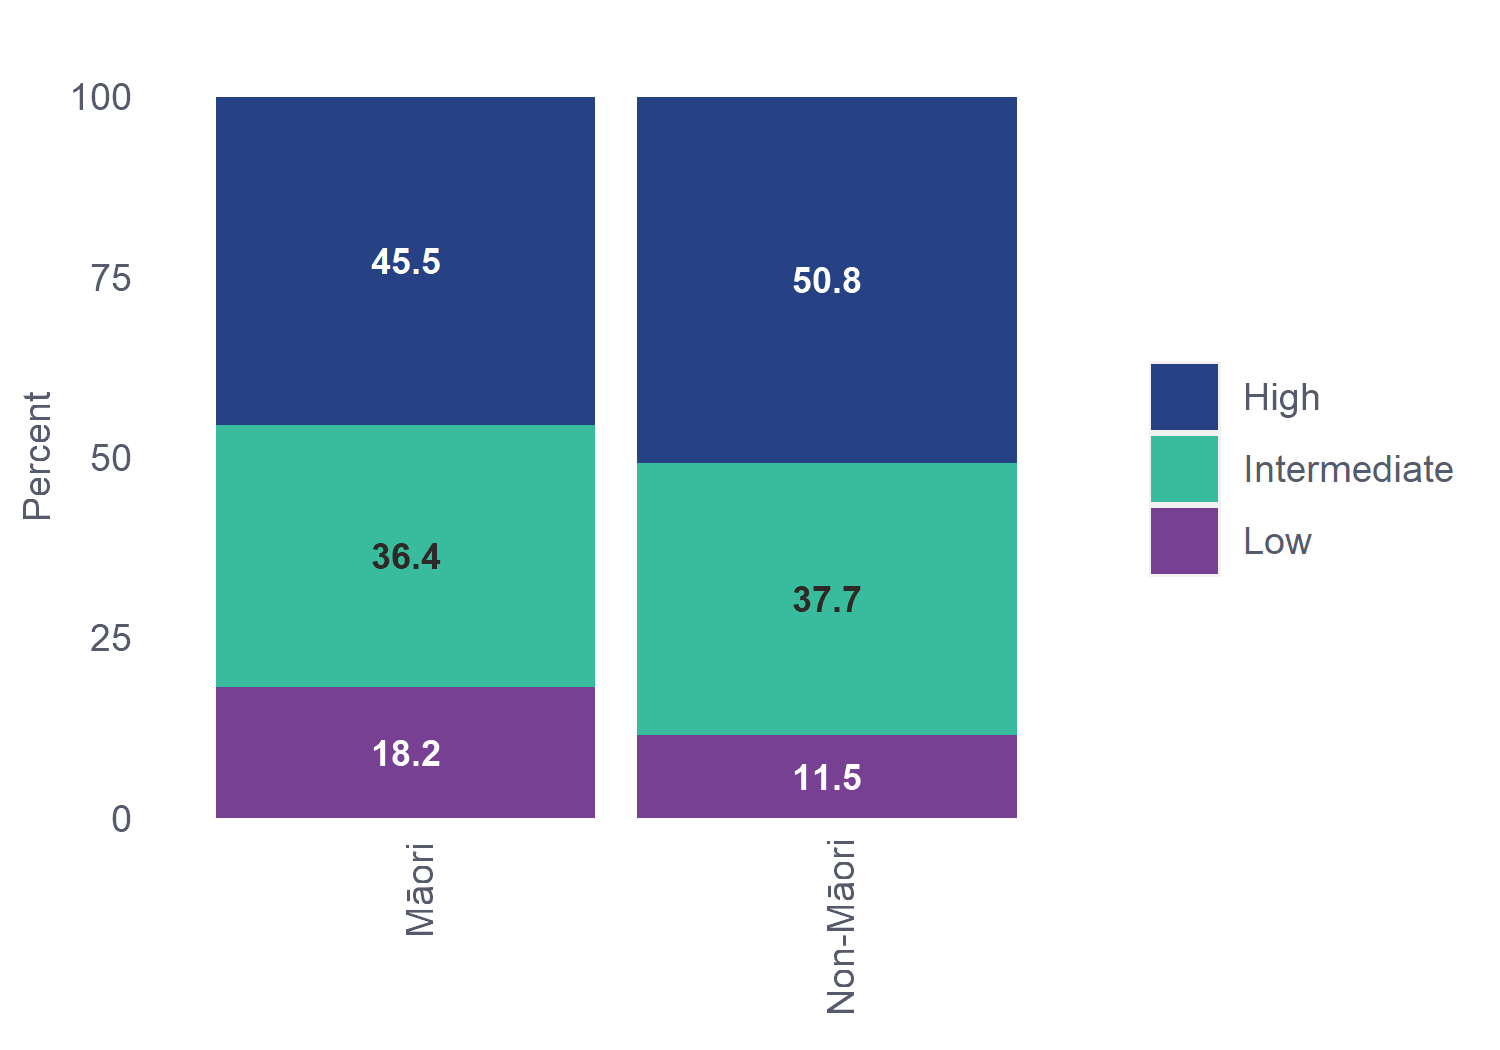 Percent
100
75
50
25
0
45.5
36.4
18.2
50.8
37.7
11.5
Māori
Non-Māori
High
Intermediate
Low